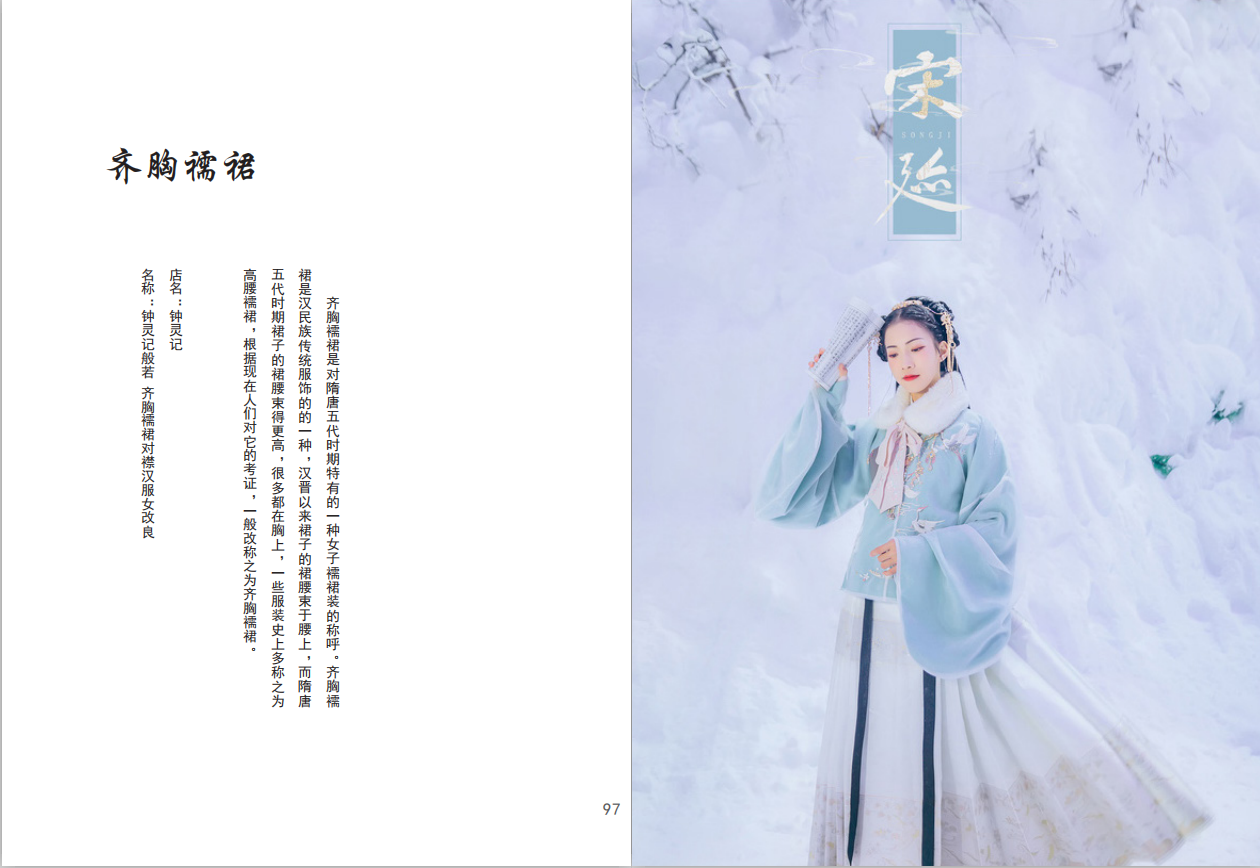 齐胸襦裙
齐胸襦裙是对隋唐五代时期特有的一种女子襦裙装的称呼。齐胸襦
裙是汉民族传统服饰的的一种，汉晋以来裙子的裙腰束于腰上，而隋唐
五代时期裙子的裙腰束得更高，很多都在胸上，一些服装史上多称之为
高腰襦裙，根据现在人们对它的考证，一般改称之为齐胸襦裙。
店名：钟灵记
名称：钟灵记般若 齐胸襦裙对襟汉服女改良
97
宋
SONGJI
迹